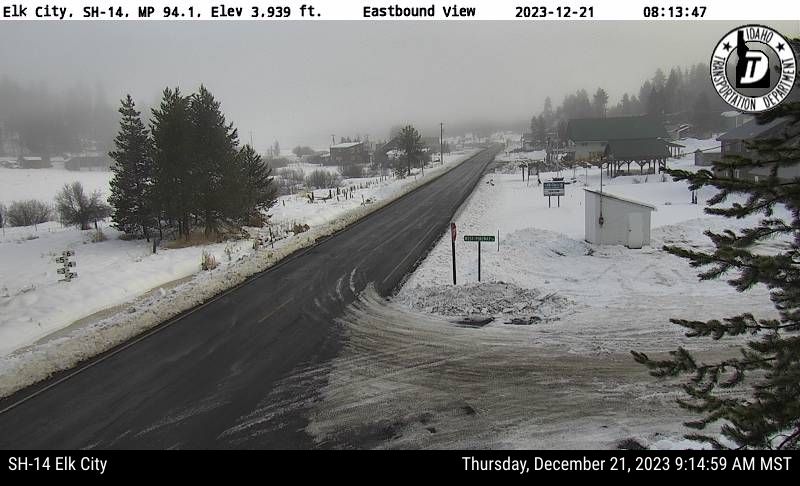 Elk City, SH-14, MP 94.1, Elev 3,939 ft. Eastbound View 2023-12-21 08:13:47
IDAHO
TRANSPORTATION DEPARTMENT
SH-14 Elk City Thursday, December 21, 2023 9:14:59 AM MST